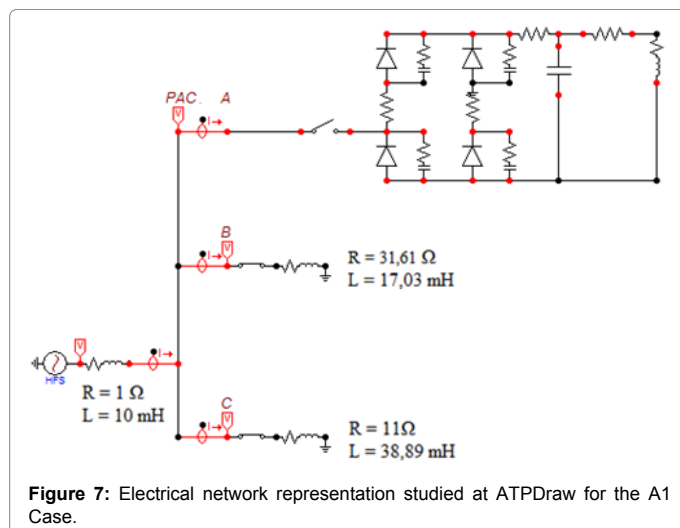 PAC. A
V
I
B
I
V
R = 31,61 Ω
L = 17,03 mH
V
I
HFS
R = 1 Ω
L = 10 mH
C
I
V
R = 11Ω
L = 38,89 mH
Figure 7: Electrical network representation studied at ATPDraw for the A1
Case.